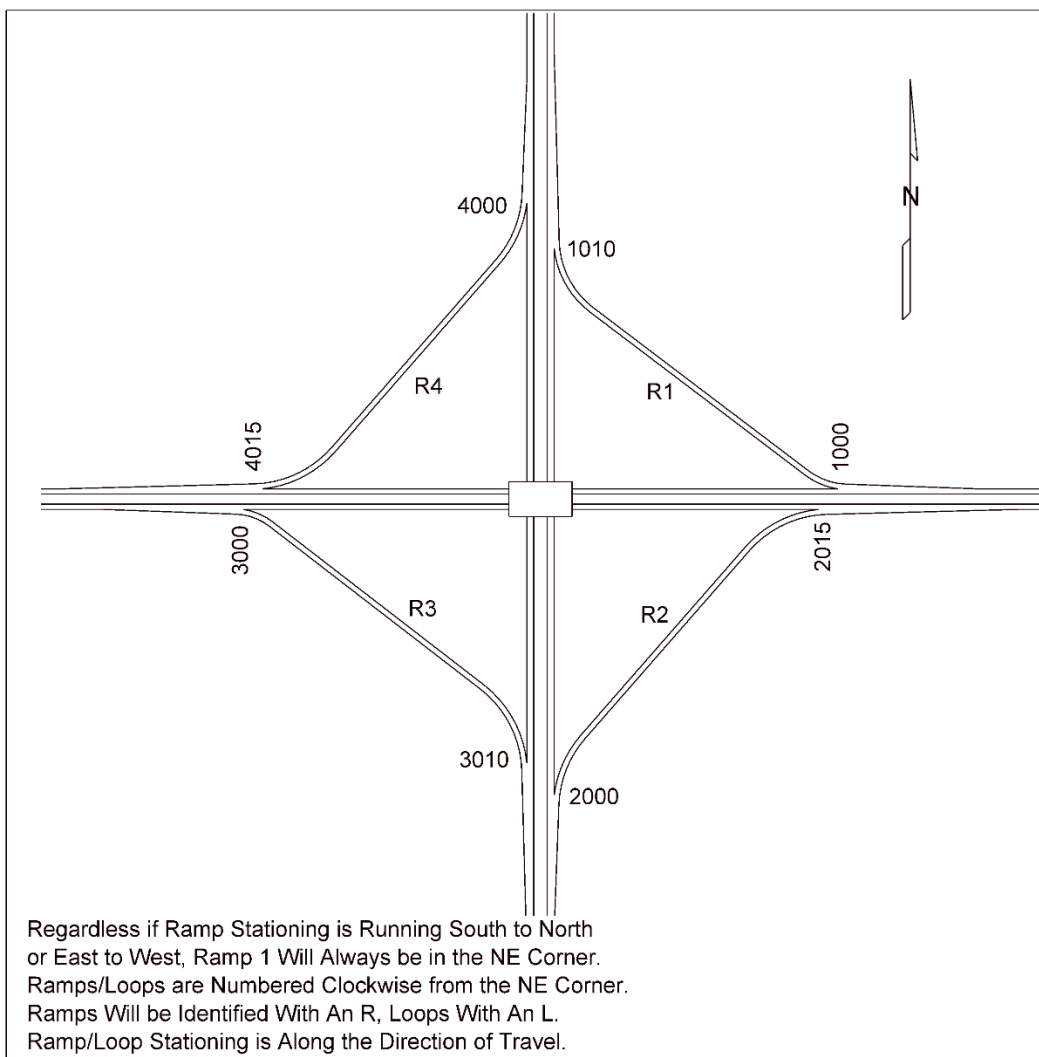 N
4000
1010
R4
R1
4015
1000
3000
2015
R3
R2
3010
2000
Regardless if Ramp Stationing is Running South to North
or East to West, Ramp 1 Will Always be in the NE Corner.
Ramps/Loops are Numbered Clockwise from the NE Corner.
Ramps Will be Identified With An R, Loops With An L.
Ramp/Loop Stationing is Along the Direction of Travel.